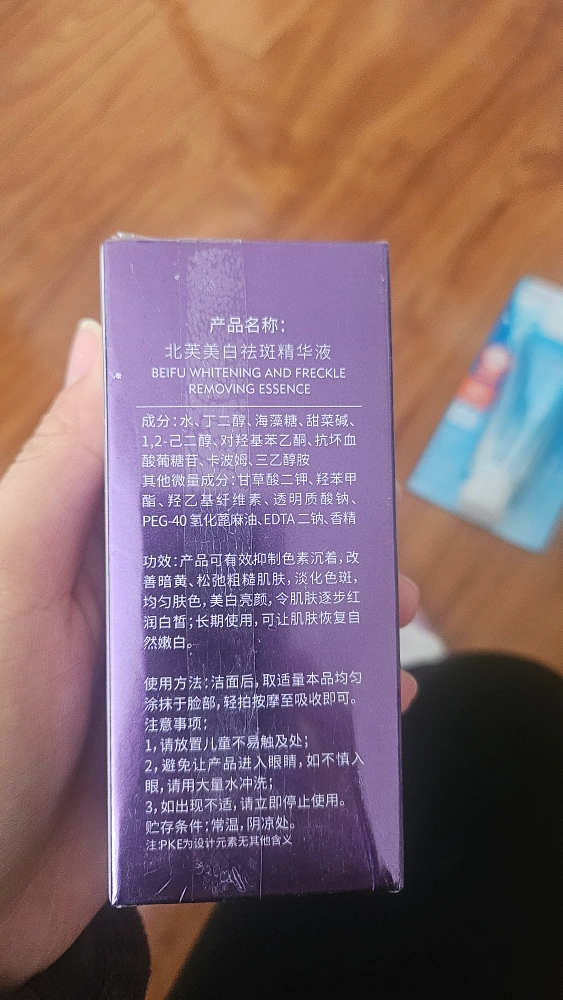 产品名称：
北芙美白祛斑精华液
BEIFU WHITENING AND FRECKLE
REMOVING ESSENCE
成分：水、丁二醇、海藻糖、甜菜碱、
1,2-己二醇、对羟基苯乙酮、抗坏血
酸葡糖苷、卡波姆、三乙醇胺
其他微量成分：甘草酸二钾、羟苯甲
酯、羟乙基纤维素、透明质酸钠、
PEG-40 氢化蓖麻油、EDTA 二钠、香精
功效：产品可有效抑制色素沉着，改
善暗黄、松弛粗糙肌肤，淡化色斑，
均匀肤色，美白亮颜，令肌肤逐步红
润白皙；长期使用，可让肌肤恢复自
然嫩白。
使用方法：洁面后，取适量本品均匀
涂抹于脸部，轻拍按摩至吸收即可。
注意事项：
1，请放置儿童不易触及处；
2，避免让产品进入眼睛，如不慎入
眼，请用大量水冲洗；
3，如出现不适，请立即停止使用。
贮存条件：常温，阴凉处。
注:PKE为设计元素无其他含义